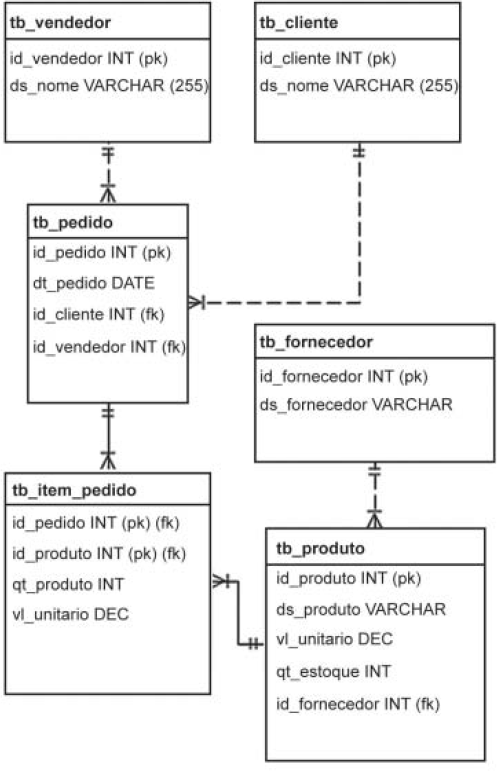 tb_vendedor
id_vendedor INT (pk)
ds_nome VARCHAR (255)
tb_cliente
id_cliente INT (pk)
ds_nome VARCHAR (255)
tb_pedido
id_pedido INT (pk)
dt_pedido DATE
id_cliente INT (fk)
id_vendedor INT (fk)
tb_fornecedor
id_fornecedor INT (pk)
ds_fornecedor VARCHAR
tb_item_pedido
id_pedido INT (pk) (fk)
id_produto INT (pk) (fk)
qt_produto INT
vl_unitario DEC
tb_produto
id_produto INT (pk)
ds_produto VARCHAR
vl_unitario DEC
qt_estoque INT
id_fornecedor INT (fk)